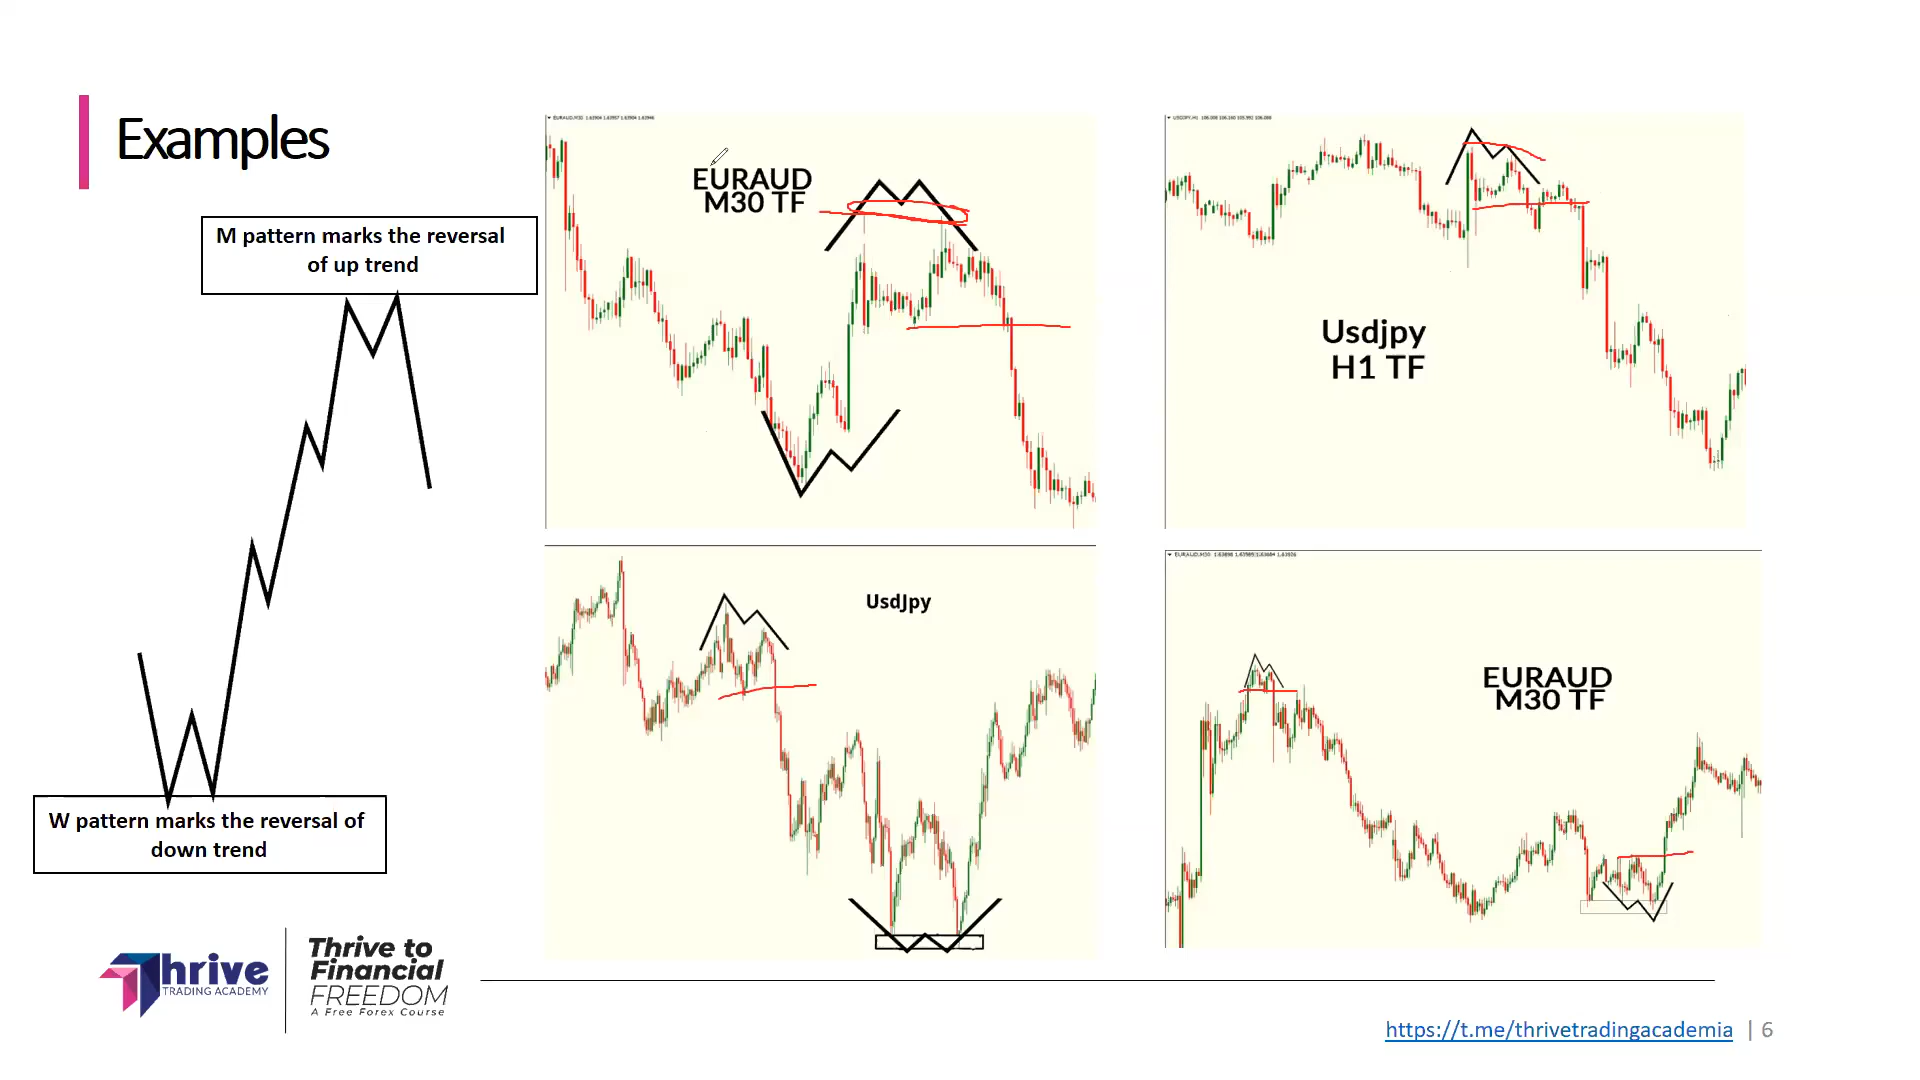 Examples
M pattern marks the reversal
of up trend
W pattern marks the reversal of
down trend
EURAUD
M30 TF
USDJPY,H1
Usdjpy
H1 TF
UsdJpy
EURAUD
M30 TF
Thrive
TRADING ACADEMY
Thrive to
Financial
FREEDOM
A Free Forex Course
https://t.me/thrivetradingacademia | 6